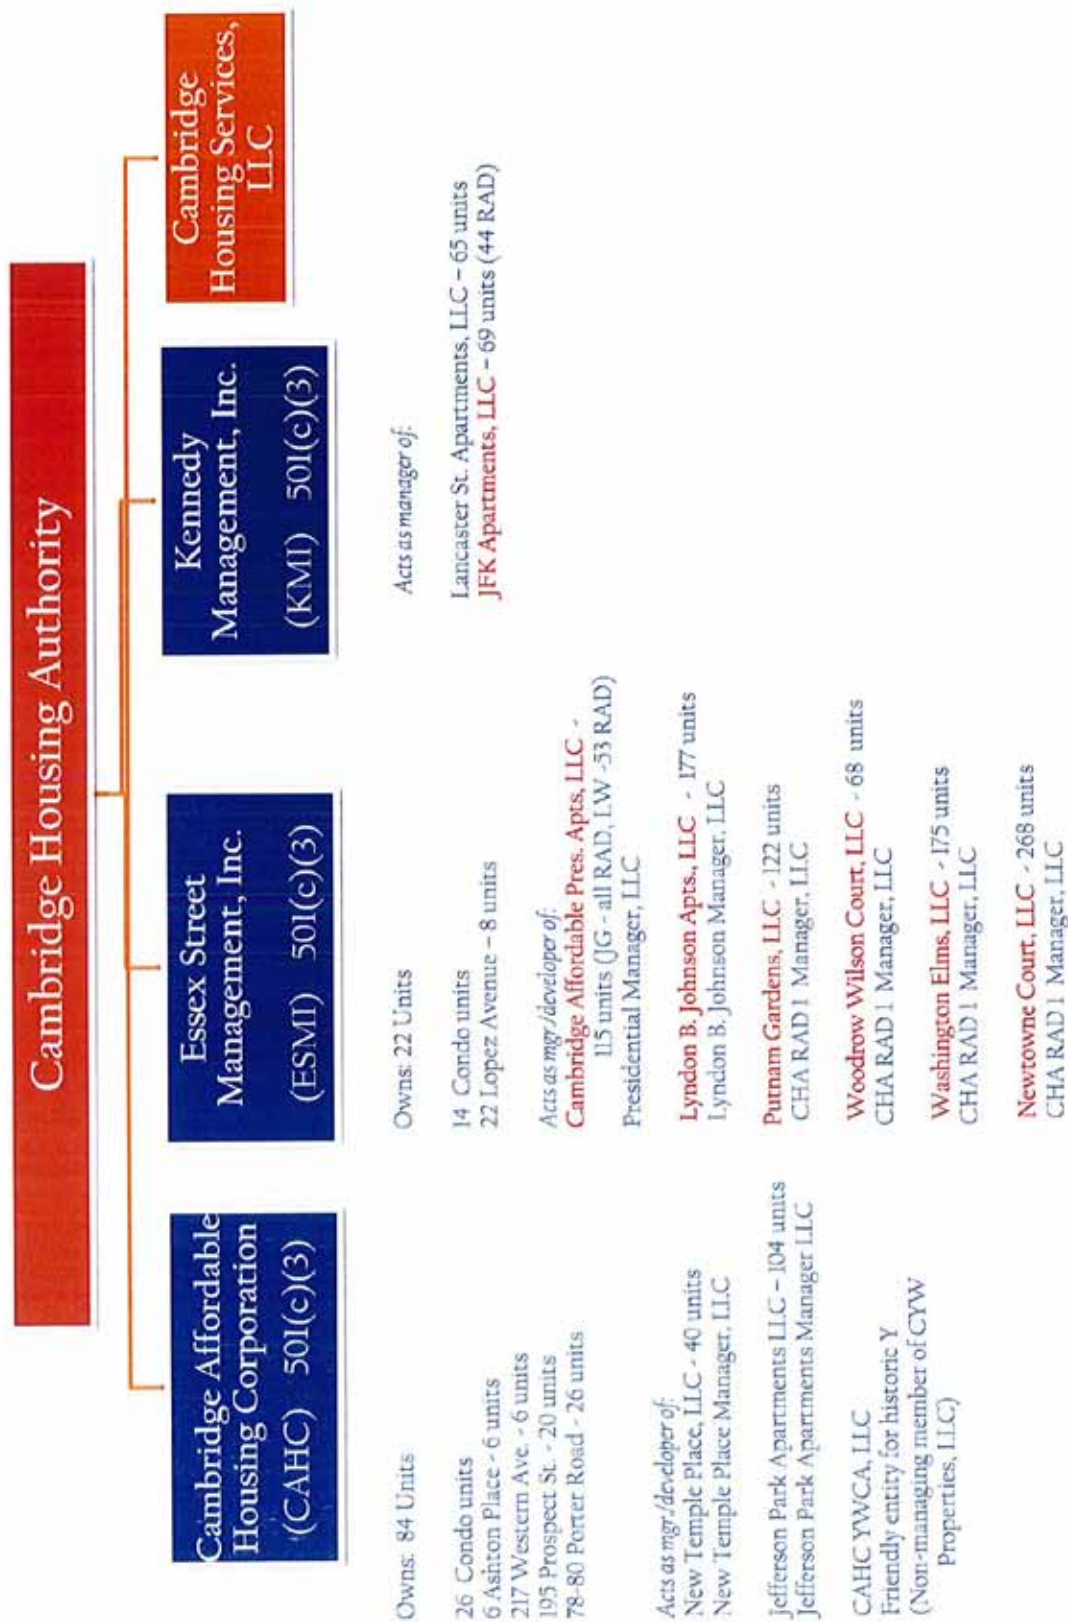 Cambridge Housing Authority
Cambridge Affordable
Housing Corporation
(CAHC) 501(c)(3)
Owns: 84 Units
26 Condo units
6 Ashton Place - 6 units
217 Western Ave. - 6 units
195 Prospect St. - 20 units
78-80 Porter Road - 26 units
Acts as mgr/developer of:
New Temple Place, LLC - 40 units
New Temple Place Manager, LLC
Jefferson Park Apartments LLC – 104 units
Jefferson Park Apartments Manager LLC
CAHC YWCA, LLC
Friendly entity for historic Y
(Non-managing member of CYW
Properties, LLC)
Essex Street
Management, Inc.
(ESMI) 501(c)(3)
Owns: 22 Units
14 Condo units
22 Lopez Avenue – 8 units
Acts as mgr/developer of:
Cambridge Affordable Pres. Apts, LLC -
115 units (JG - all RAD, LW -53 RAD)
Presidential Manager, LLC
Lyndon B. Johnson Apts., LLC - 177 units
Lyndon B. Johnson Manager, LLC
Putnam Gardens, LLC - 122 units
CHA RAD 1 Manager, LLC
Woodrow Wilson Court, LLC - 68 units
CHA RAD 1 Manager, LLC
Washington Elms, LLC - 175 units
CHA RAD 1 Manager, LLC
Newtowne Court, LLC - 268 units
CHA RAD 1 Manager, LLC
Kennedy
Management, Inc.
(KMI) 501(c)(3)
Acts as manager of:
Lancaster St. Apartments, LLC – 65 units
JFK Apartments, LLC – 69 units (44 RAD)
Cambridge
Housing Services,
LLC